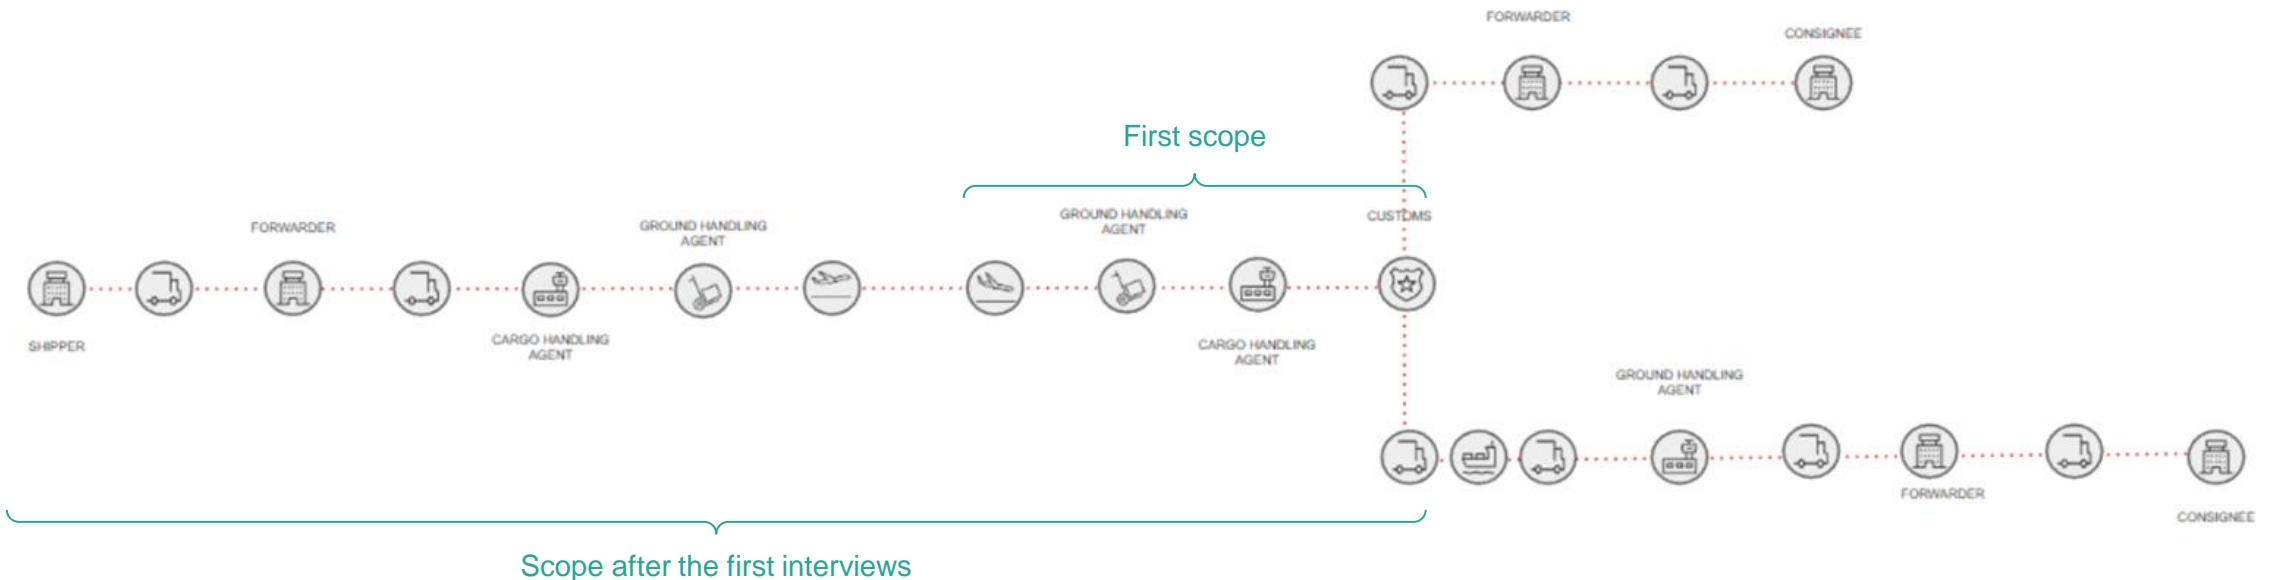 FORWARDER
CONSIGNEE
First scope
GROUND HANDLING
AGENT
CUSTOMS
FORWARDER
GROUND HANDLING
AGENT
SHIPPER
CARGO HANDLING
AGENT
CARGO HANDLING
AGENT
GROUND HANDLING
AGENT
FORWARDER
CONSIGNEE
Scope after the first interviews